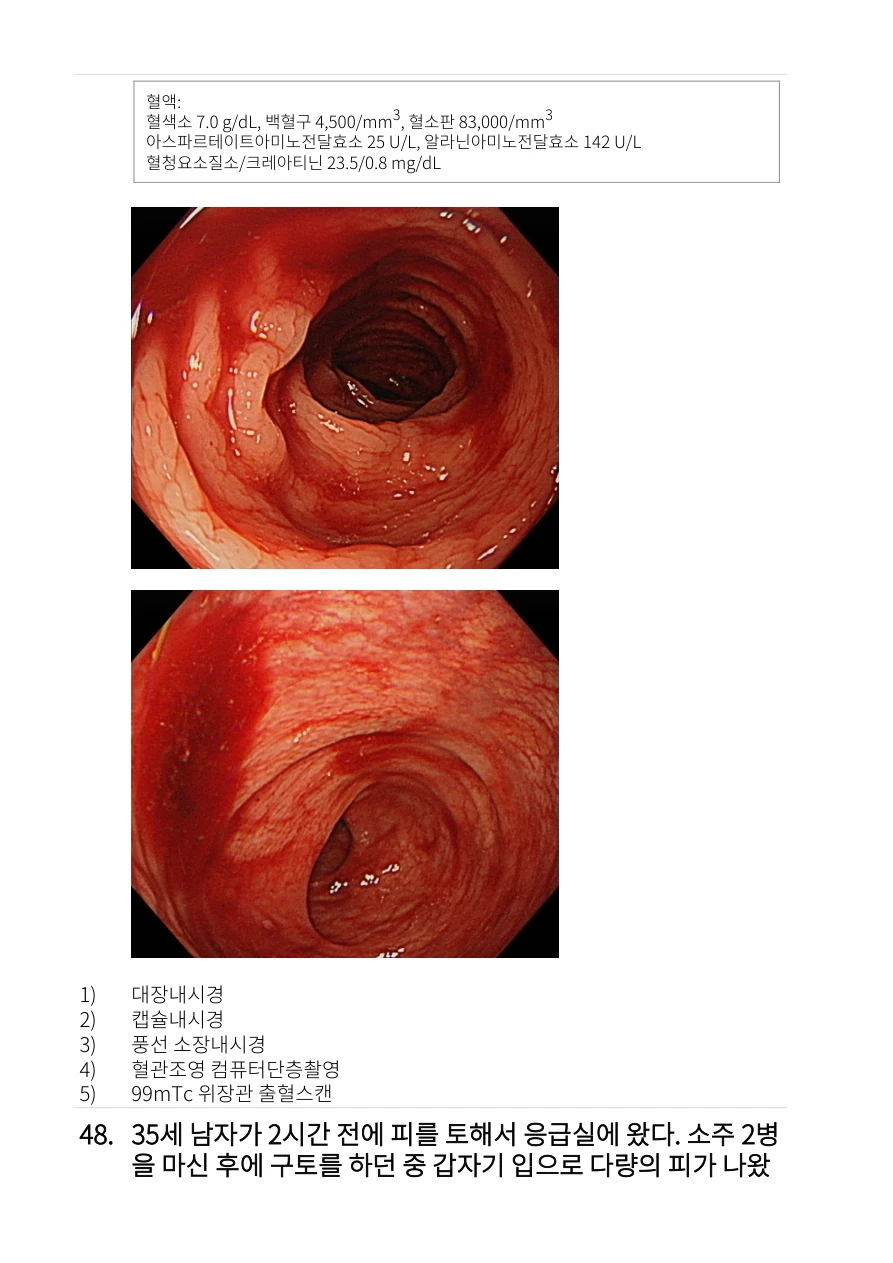 혈액:
혈색소 7.0 g/dL, 백혈구 4,500/mm3, 혈소판 83,000/mm3
아스파르테이트아미노전달효소 25 U/L, 알라닌아미노전달효소 142 U/L
혈청요소질소/크레아티닌 23.5/0.8 mg/dL
1) 대장내시경
2) 캡슐내시경
3) 풍선 소장내시경
4) 혈관조영 컴퓨터단층촬영
5) 99mTc 위장관 출혈스캔
48. 35세 남자가 2시간 전에 피를 토해서 응급실에 왔다. 소주 2병
을 마신 후에 구토를 하던 중 갑자기 입으로 다량의 피가 나왔